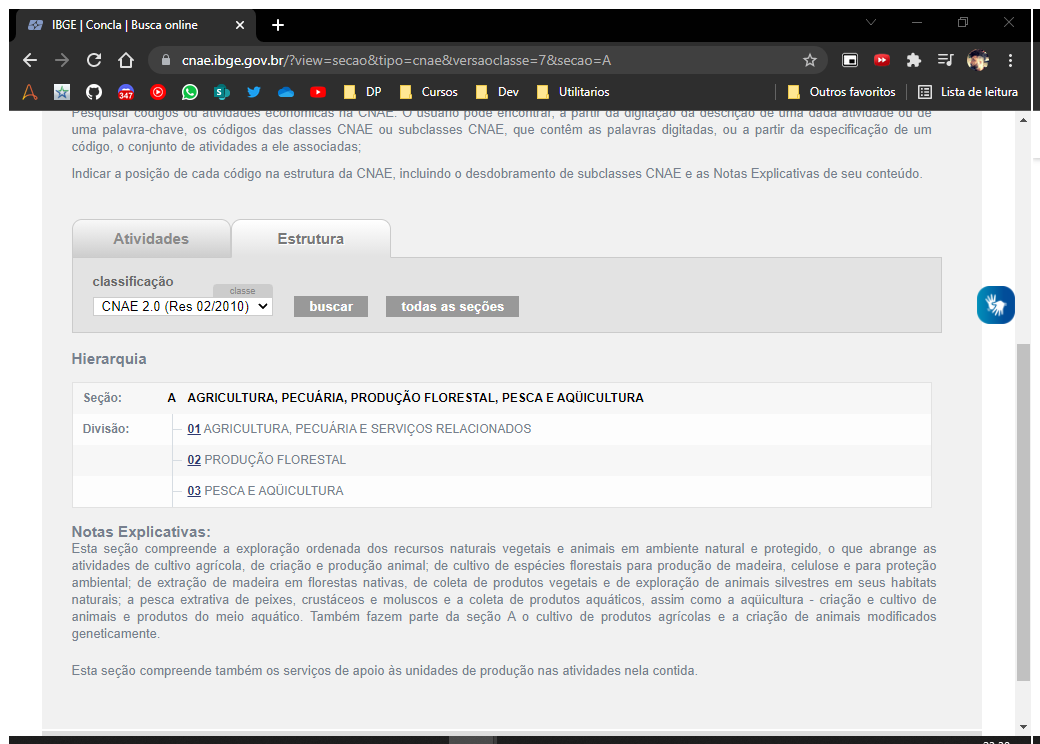 IBGE | Concla | Busca online
cnae.ibge.gov.br/?view=secao&tipo=cnae&versaoclasse=7&secao=A
347 DP Cursos Dev Utilitarios Outros favoritos Lista de leitura
Pesquisar códigos ou atividades econômicas na CNAE. O usuário pode encontrar, a partir da digitação da descrição de uma dada atividade ou de
uma palavra-chave, os códigos das classes CNAE ou subclasses CNAE, que contêm as palavras digitadas, ou a partir da especificação de um
código, o conjunto de atividades a ele associadas;
Indicar a posição de cada código na estrutura da CNAE, incluindo o desdobramento de subclasses CNAE e as Notas Explicativas de seu conteúdo.
Atividades Estrutura
classificação
classe
CNAE 2.0 (Res 02/2010) buscar todas as seções
Hierarquia
Seção: A AGRICULTURA, PECUÁRIA, PRODUÇÃO FLORESTAL, PESCA E AQÜICULTURA
Divisão: 01 AGRICULTURA, PECUÁRIA E SERVIÇOS RELACIONADOS
02 PRODUÇÃO FLORESTAL
03 PESCA E AQÜICULTURA
Notas Explicativas:
Esta seção compreende a exploração ordenada dos recursos naturais vegetais e animais em ambiente natural e protegido, o que abrange as
atividades de cultivo agrícola, de criação e produção animal; de cultivo de espécies florestais para produção de madeira, celulose e para proteção
ambiental; de extração de madeira em florestas nativas, de coleta de produtos vegetais e de exploração de animais silvestres em seus habitats
naturais; a pesca extrativa de peixes, crustáceos e moluscos e a coleta de produtos aquáticos, assim como a aqüicultura - criação e cultivo de
animais e produtos do meio aquático. Também fazem parte da seção A o cultivo de produtos agrícolas e a criação de animais modificados
geneticamente.
Esta seção compreende também os serviços de apoio às unidades de produção nas atividades nela contida.